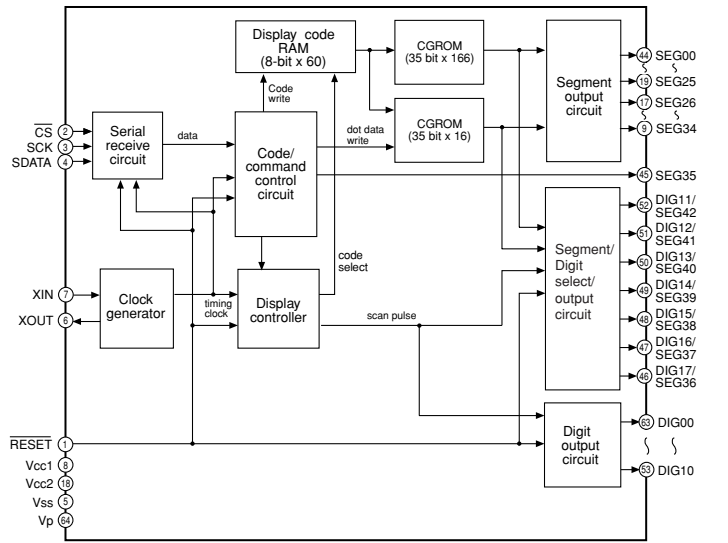 Display code
RAM
(8-bit x 60)
CGROM
(35 bit x 166)
CGROM
(35 bit x 16)
Segment
output
circuit
44 SEG00
19 SEG25
17 SEG26
9 SEG34
Code
write
CS 2
SCK 3
SDATA 4
Serial
receive
circuit
data
Code/
command
control
circuit
dot data
write
45 SEG35
52 DIG11/
SEG42
51 DIG12/
SEG41
50 DIG13/
SEG40
49 DIG14/
SEG39
48 DIG15/
SEG38
47 DIG16/
SEG37
46 DIG17/
SEG36
Segment/
Digit
select/
output
circuit
code
select
XIN 7
XOUT 6
Clock
generator
timing
clock
Display
controller
scan pulse
RESET 1
Vcc1 8
Vcc2 18
Vss 5
Vp 64
Digit
output
circuit
63 DIG00
53 DIG10